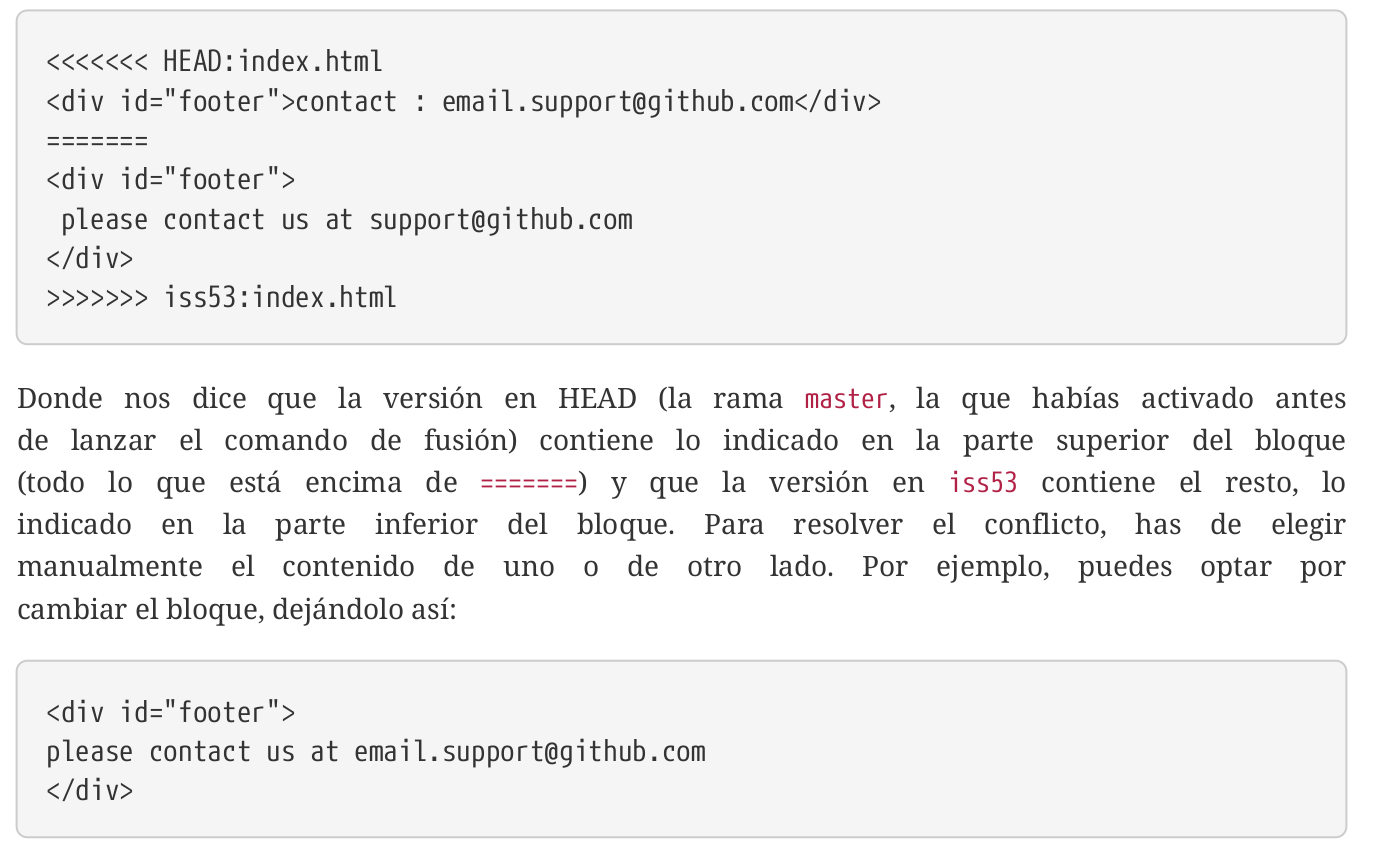 <<<<<<< HEAD:index.html
<div id="footer">contact : email.support@github.com</div>
=======
<div id="footer">
 please contact us at support@github.com
</div>
>>>>>>> iss53:index.html
Donde nos dice que la versión en HEAD (la rama master, la que habías activado antes
de lanzar el comando de fusión) contiene lo indicado en la parte superior del bloque
(todo lo que está encima de =======) y que la versión en iss53 contiene el resto, lo
indicado en la parte inferior del bloque. Para resolver el conflicto, has de elegir
manualmente el contenido de uno o de otro lado. Por ejemplo, puedes optar por
cambiar el bloque, dejándolo así:
<div id="footer">
please contact us at email.support@github.com
</div>